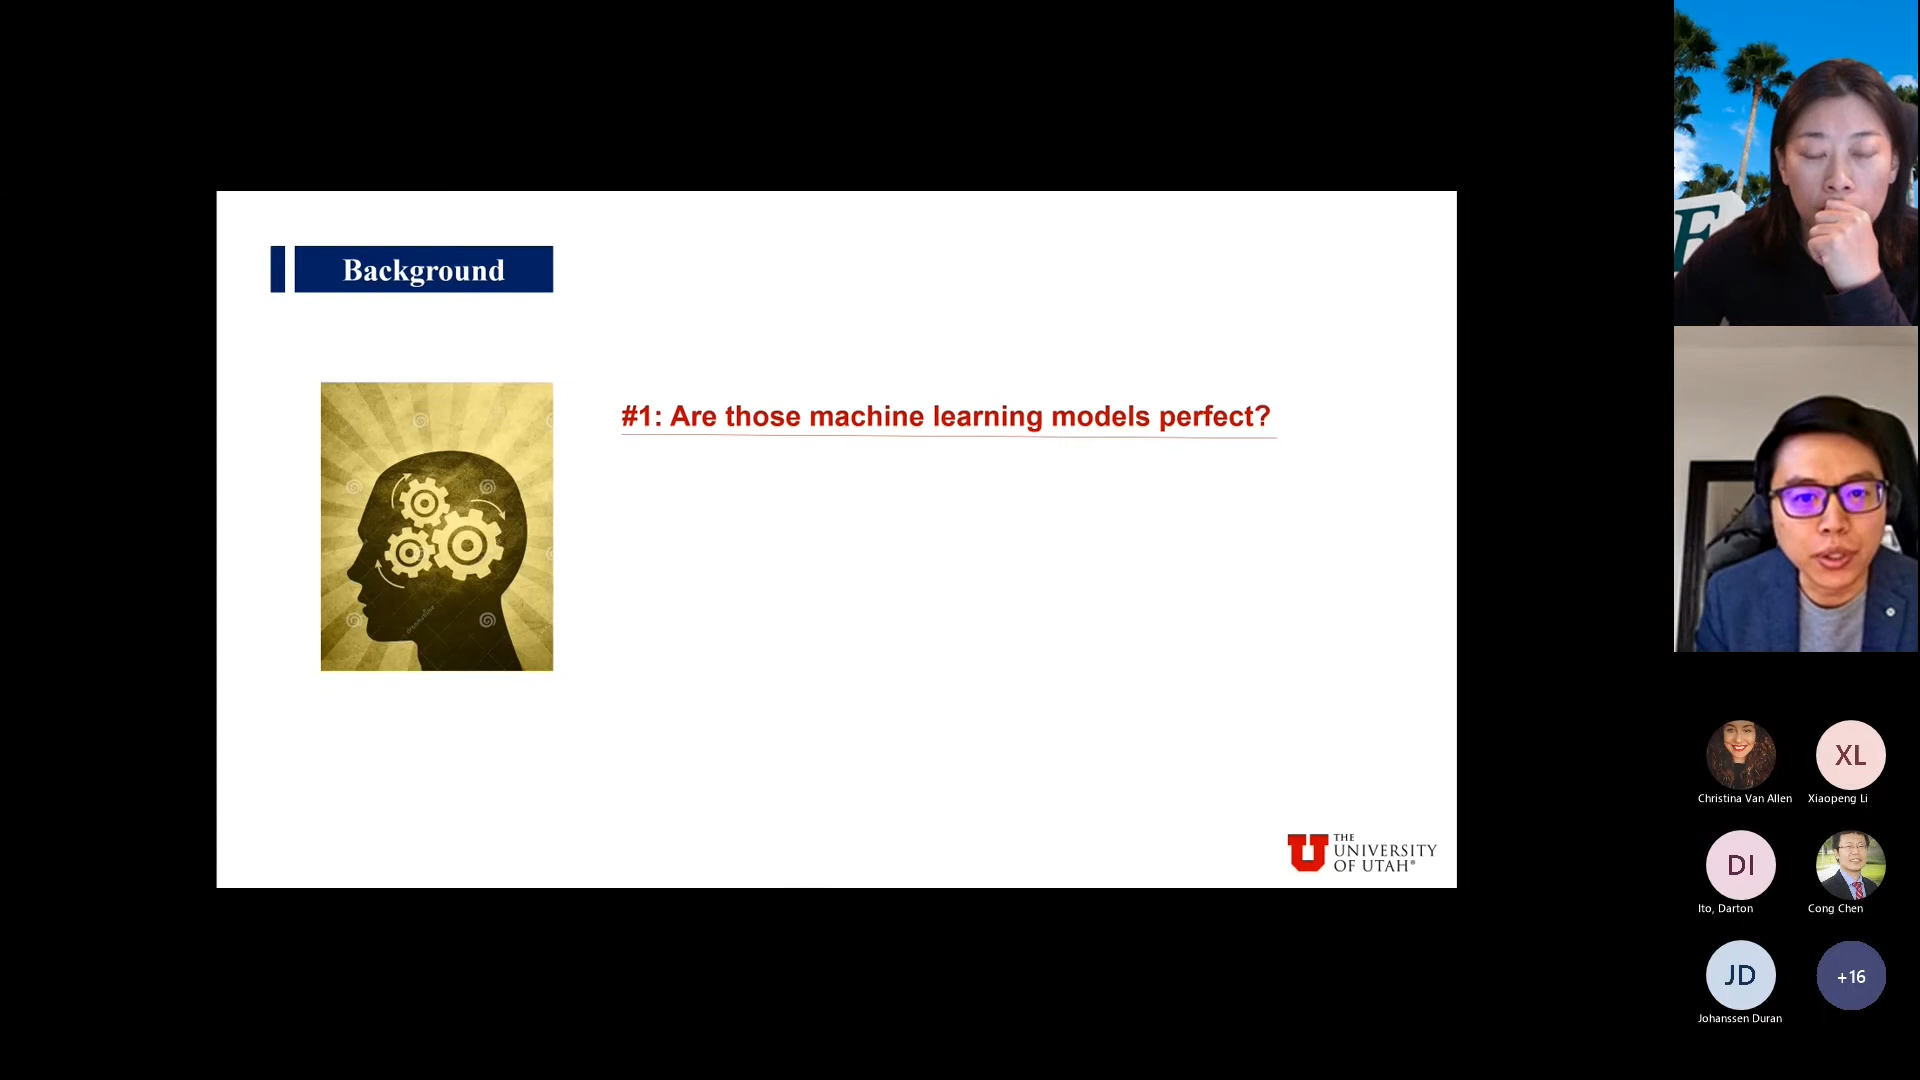 Background
#1: Are those machine learning models perfect?
THE
UNIVERSITY
OF UTAH®
E
Christina Van Allen
XL
Xiaopeng Li
DI
Ito, Darton
Cong Chen
JD
Johanssen Duran
+16